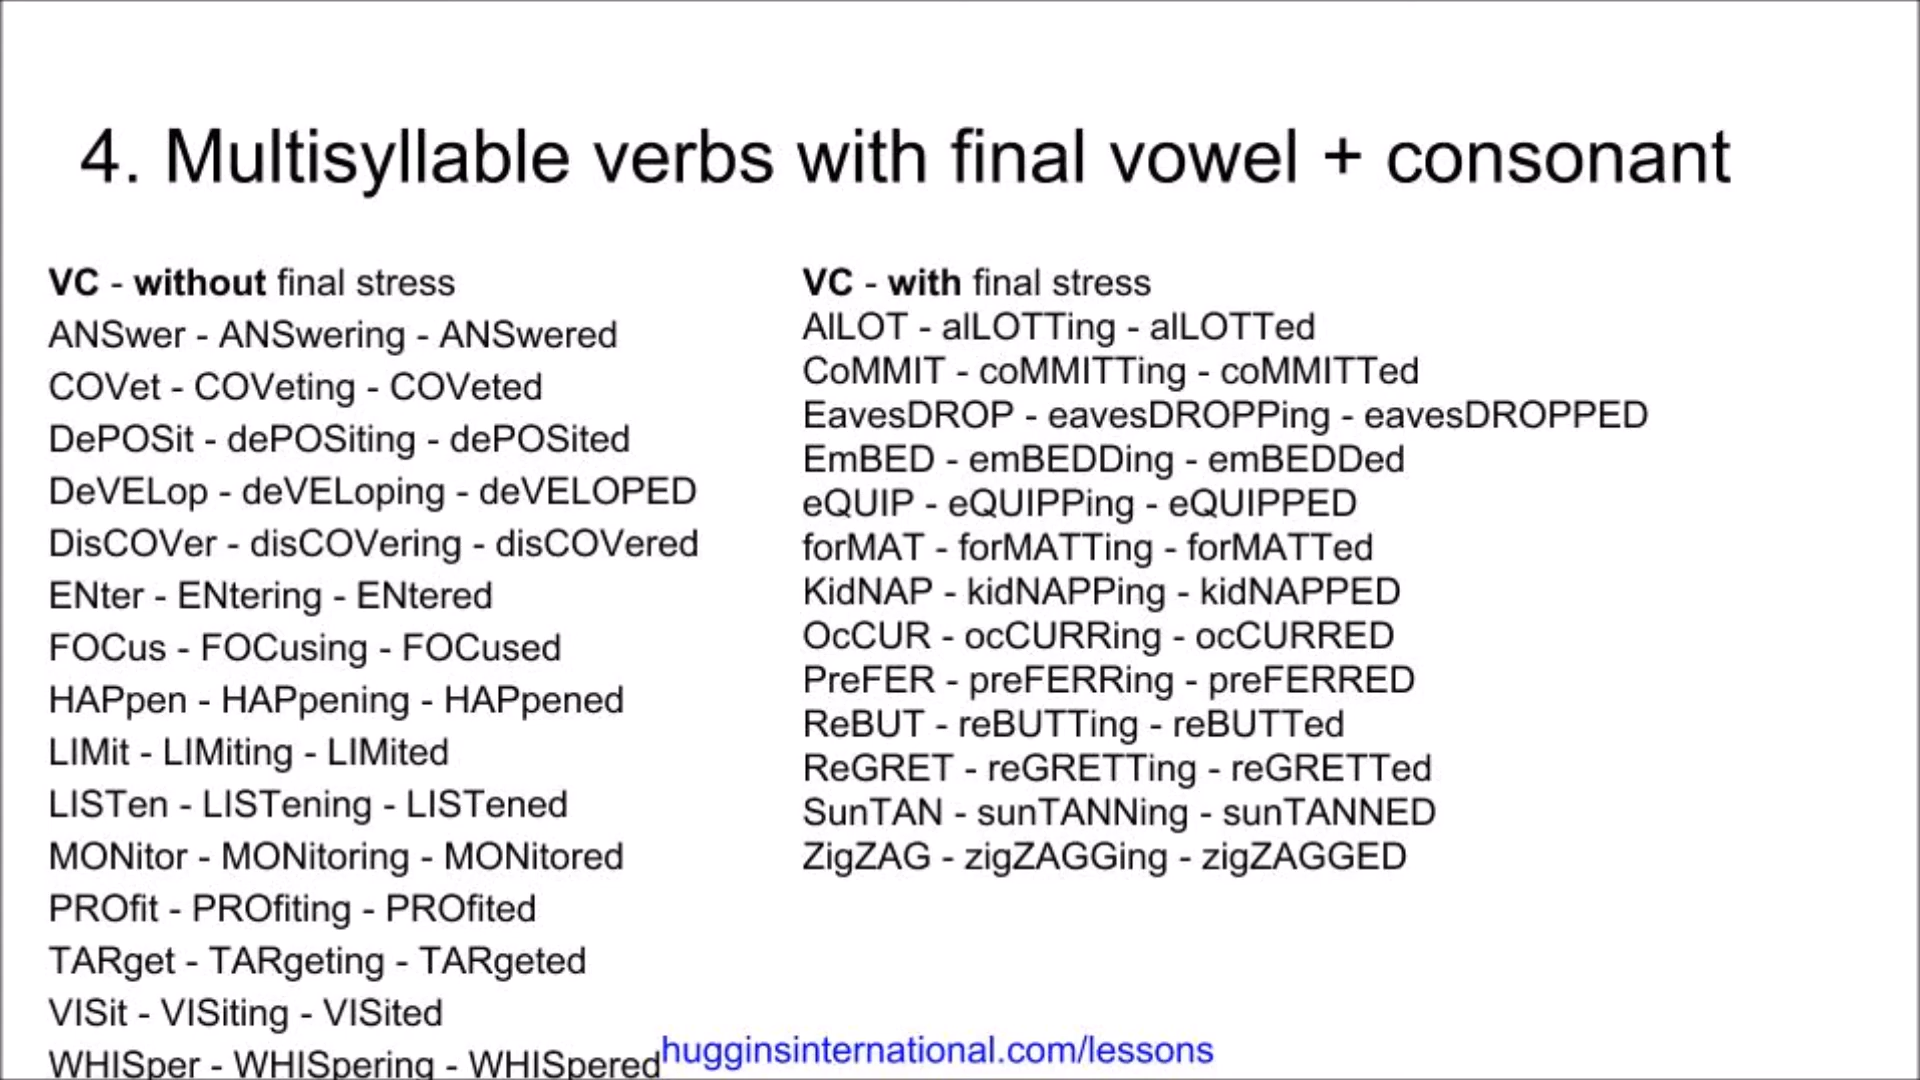 4. Multisyllable verbs with final vowel + consonant
VC - without final stress
ANSwer - ANSwering - ANSwered
COVet - COVeting - COVeted
DePOSit - dePOSiting - dePOSited
DeVELop - deVELoping - deVELOPED
DisCOVer - disCOVering - disCOVered
ENter - ENtering - ENtered
FOCus - FOCusing - FOCused
HAPpen - HAPpening - HAPpened
LIMit - LIMiting - LIMited
LISTen - LISTening - LISTened
MONitor - MONitoring - MONitored
PROfit - PROfiting - PROfited
TARget - TARgeting - TARgeted
VISit - VISiting - VISited
WHISper - WHISpering - WHISpered
VC - with final stress
AlLOT - alLOTTing - alLOTTed
CoMMIT - coMMITTing - coMMITTed
EavesDROP - eavesDROPPing - eavesDROPPED
EmBED - emBEDDing - emBEDDed
eQUIP - eQUIPPing - eQUIPPED
forMAT - forMATTing - forMATTed
KidNAP - kidNAPPing - kidNAPPED
OcCUR - ocCURRing - ocCURRED
PreFER - preFERRing - preFERRED
ReBUT - reBUTTing - reBUTTed
ReGRET - reGRETTing - reGRETTed
SunTAN - sunTANNing - sunTANNED
ZigZAG - zigZAGGing - zigZAGGED
hugginsinternational.com/lessons